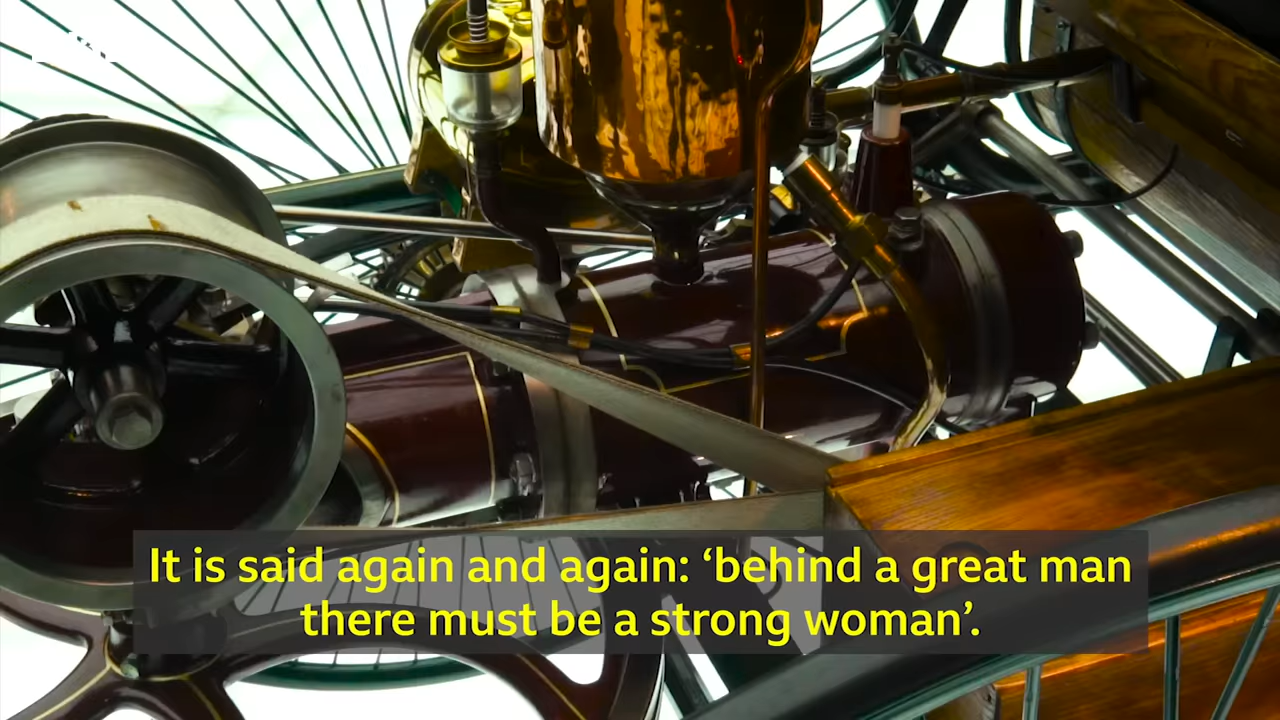 It is said again and again: ‘behind a great man
there must be a strong woman’.